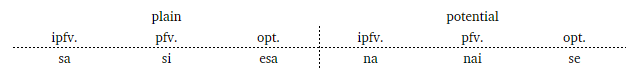 plain potential
ipfv. pfv. opt. ipfv. pfv. opt.
sa si esa na nai se